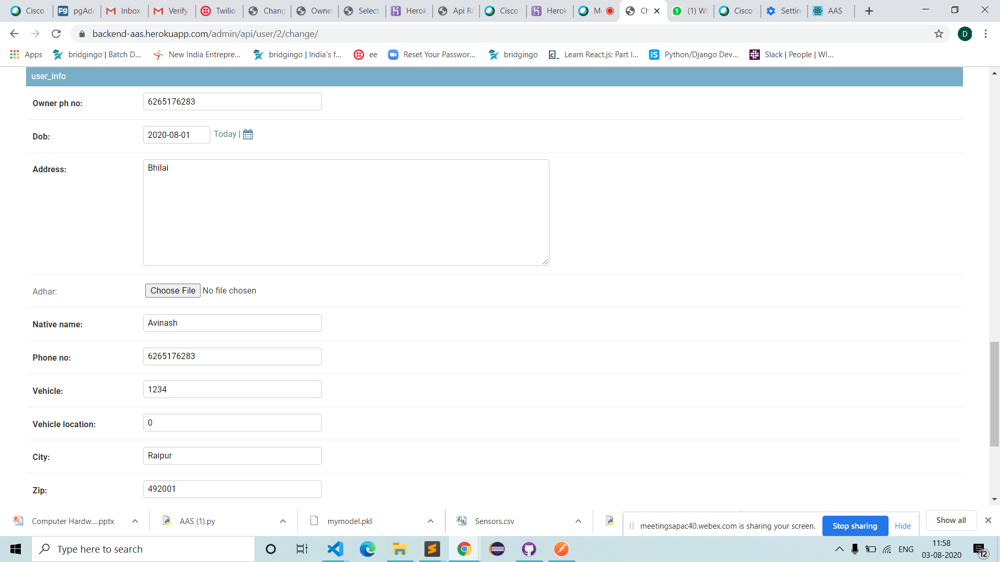 Cisco
pgAdr
Inbox
Verify
Twilio
Chang
Owne
Select
Herok
Api Ro
Cisco
Herok
M
Ch
(1) W
Cisco
Settin
AAS
backend-aas.herokuapp.com/admin/api/user/2/change/
D
Apps
bridgingo | Batch D...
New India Entrepre...
bridgingo | India's f...
ee
Reset Your Passwor...
bridgingo
Learn React.js: Part I...
Python/Django Dev...
Slack | People | WI...
user_info
Owner ph no: 6265176283
Dob: 2020-08-01 Today |
Address: Bhilai
Adhar: Choose File No file chosen
Native name: Avinash
Phone no: 6265176283
Vehicle: 1234
Vehicle location: 0
City: Raipur
Zip: 492001
Computer Hardw....pptx
AAS (1).py
mymodel.pkl
Sensors.csv
meetingsapac40.webex.com is sharing your screen.
Stop sharing
Hide
Show all
Type here to search
ENG
11:58
03-08-2020
12